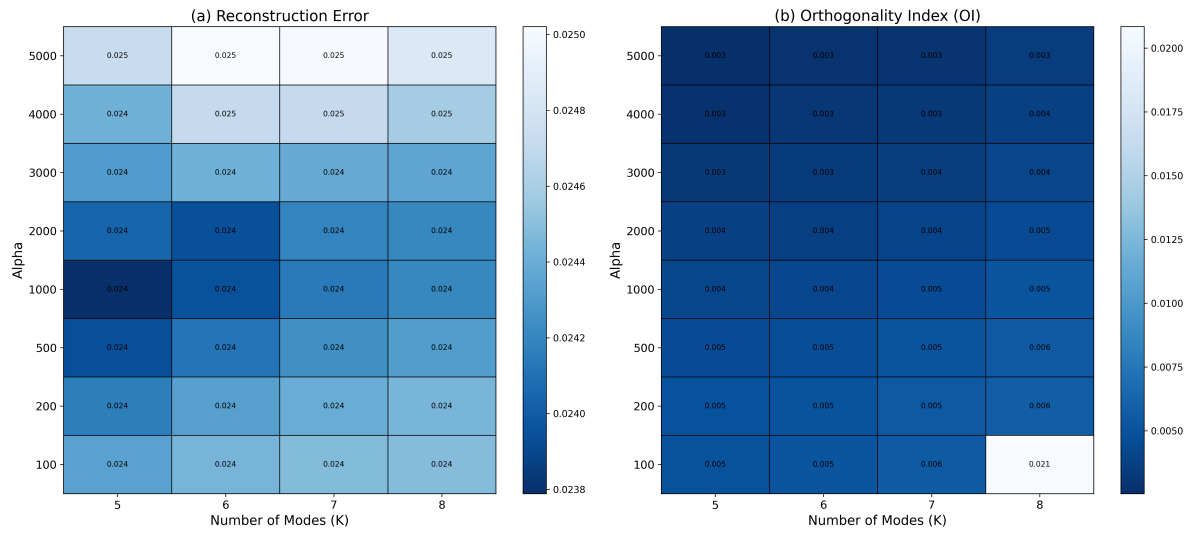 (a) Reconstruction Error
5000 0.025 0.025 0.025 0.025
4000 0.024 0.025 0.025 0.025
3000 0.024 0.024 0.024 0.024
2000 0.024 0.024 0.024 0.024
1000 0.024 0.024 0.024 0.024
500 0.024 0.024 0.024 0.024
200 0.024 0.024 0.024 0.024
100 0.024 0.024 0.024 0.024
5 6 7 8
Number of Modes (K)
Alpha
0.0250
0.0248
0.0246
0.0244
0.0242
0.0240
0.0238
(b) Orthogonality Index (OI)
5000 0.003 0.003 0.003 0.003
4000 0.003 0.003 0.003 0.004
3000 0.003 0.003 0.004 0.004
2000 0.004 0.004 0.004 0.005
1000 0.004 0.004 0.005 0.005
500 0.005 0.005 0.005 0.006
200 0.005 0.005 0.005 0.006
100 0.005 0.005 0.006 0.021
5 6 7 8
Number of Modes (K)
Alpha
0.0200
0.0175
0.0150
0.0125
0.0100
0.0075
0.0050